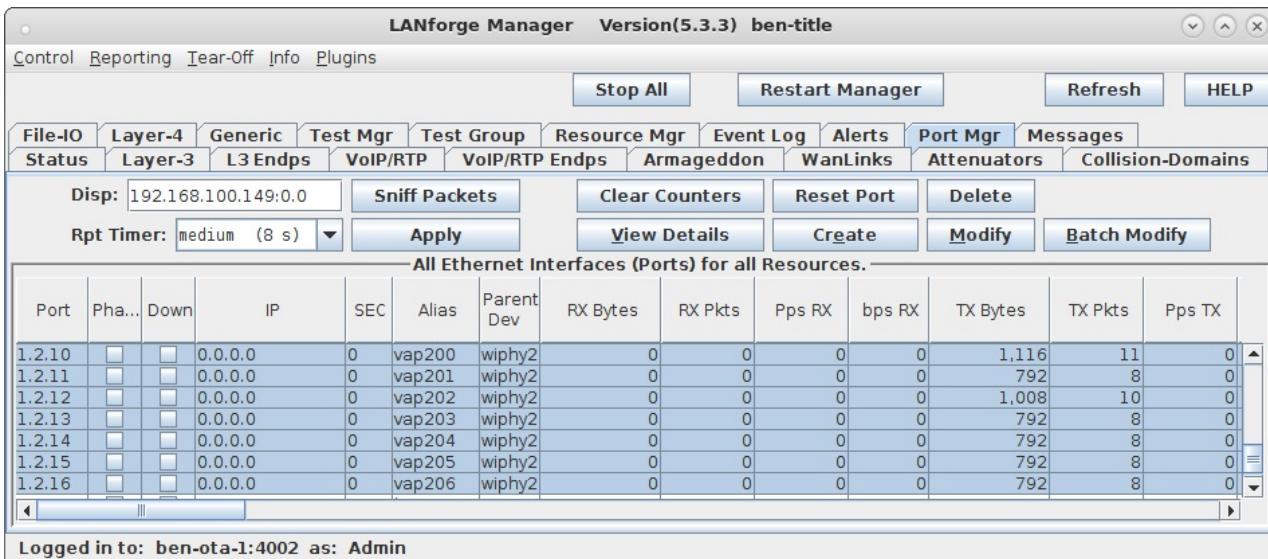 LANforge Manager Version(5.3.3) ben-title
Control Reporting Tear-Off Info Plugins
Stop All Restart Manager Refresh HELP
File-IO Layer-4 Generic Test Mgr Test Group Resource Mgr Event Log Alerts Port Mgr Messages
Status Layer-3 L3 Endps VoIP/RTP VoIP/RTP Endps Armageddon WanLinks Attenuators Collision-Domains
Disp: 192.168.100.149:0.0 Sniff Packets Clear Counters Reset Port Delete
Rpt Timer: medium (8 s) Apply View Details Create Modify Batch Modify
All Ethernet Interfaces (Ports) for all Resources.
Port Pha... Down IP SEC Alias Parent Dev RX Bytes RX Pkts Pps RX bps RX TX Bytes TX Pkts Pps TX
1.2.10 0.0.0.0 0 vap200 wiphy2 0 0 0 0 1,116 11 0
1.2.11 0.0.0.0 0 vap201 wiphy2 0 0 0 0 792 8 0
1.2.12 0.0.0.0 0 vap202 wiphy2 0 0 0 0 1,008 10 0
1.2.13 0.0.0.0 0 vap203 wiphy2 0 0 0 0 792 8 0
1.2.14 0.0.0.0 0 vap204 wiphy2 0 0 0 0 792 8 0
1.2.15 0.0.0.0 0 vap205 wiphy2 0 0 0 0 792 8 0
1.2.16 0.0.0.0 0 vap206 wiphy2 0 0 0 0 792 8 0
Logged in to: ben-ota-1:4002 as: Admin